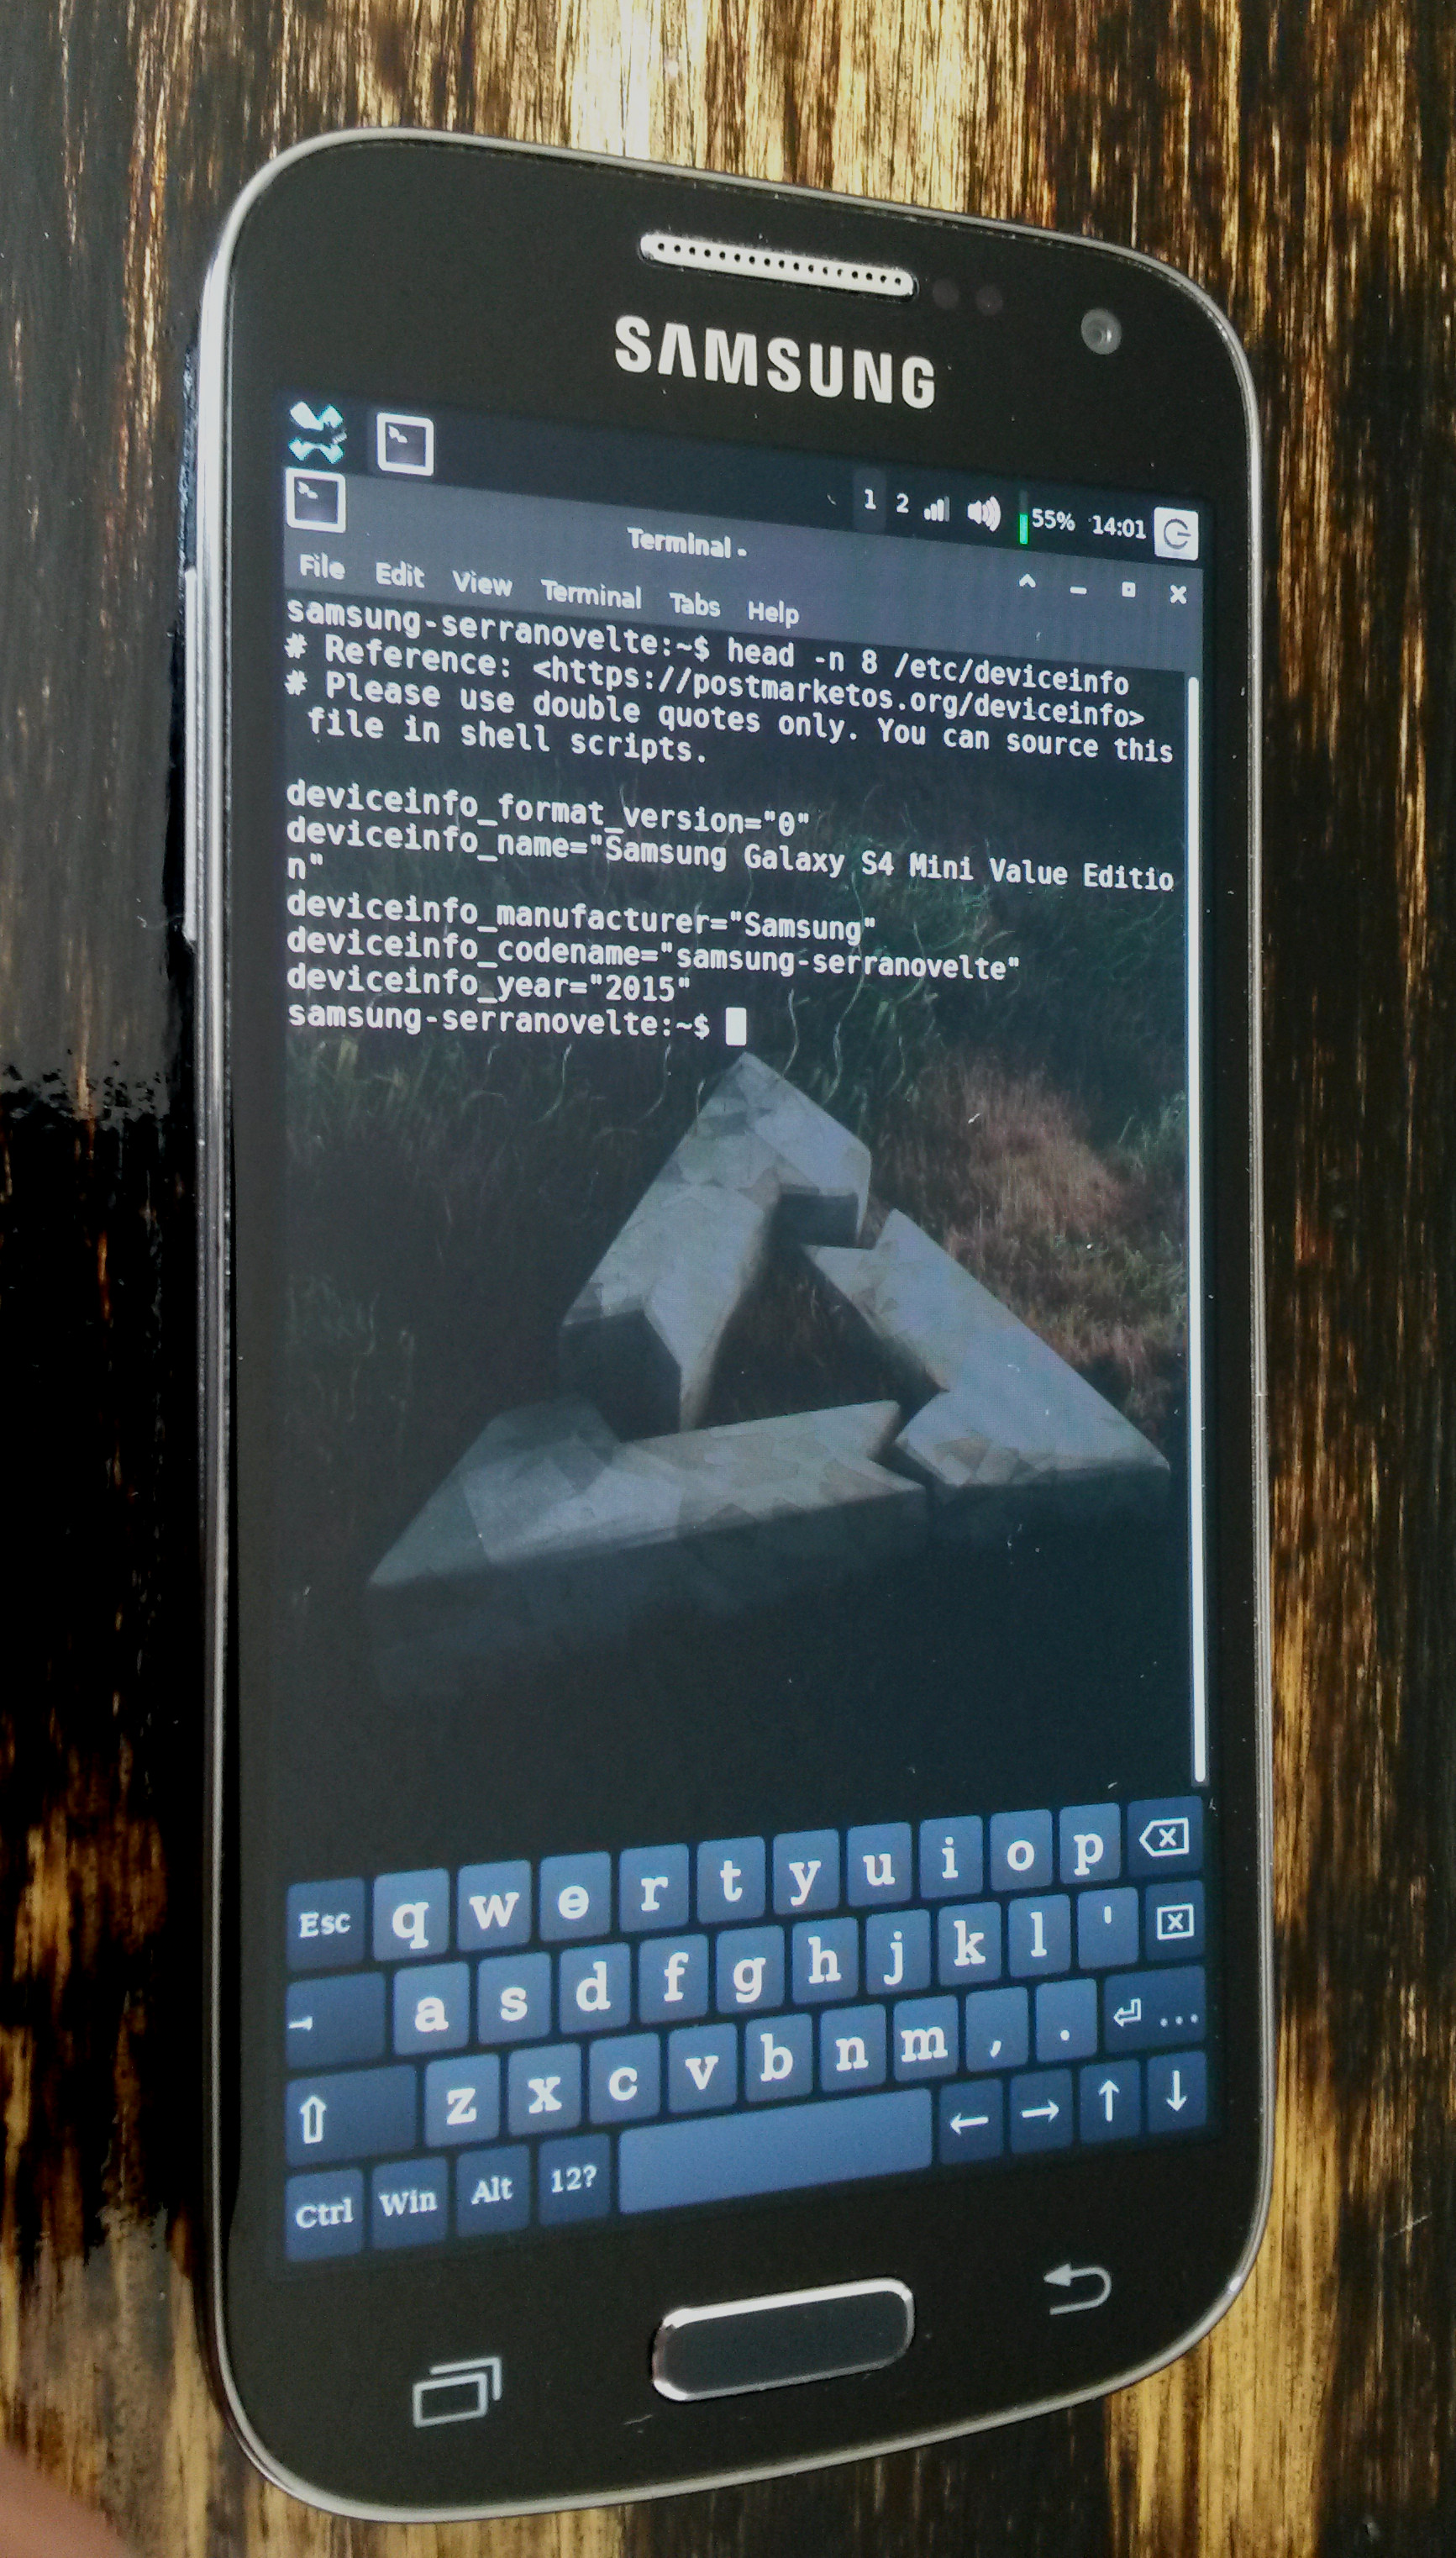 SAMSUNG
1 2 55% 14:01
Terminal -
File Edit View Terminal Tabs Help
samsung-serranovelte:~$ head -n 8 /etc/deviceinfo
# Reference: <https://postmarketos.org/deviceinfo>
# Please use double quotes only. You can source this
file in shell scripts.
deviceinfo_format_version="0"
deviceinfo_name="Samsung Galaxy S4 Mini Value Editio
n"
deviceinfo_manufacturer="Samsung"
deviceinfo_codename="samsung-serranovelte"
deviceinfo_year="2015"
samsung-serranovelte:~$
Esc q w e r t y u i o p
a s d f g h j k l '
z x c v b n m , . ...
Ctrl Win Alt 12? ← → ↑ ↓